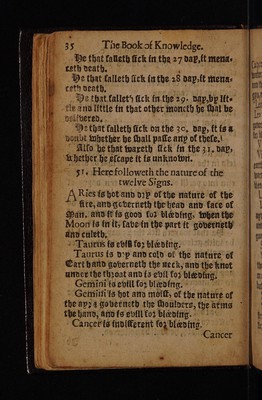 35 The Book of Knowledge.
He that falleth sick in the 27 day, it mena-
ceth death.
He that falleth sick in the 28 day, it mena-
ceth death.
He that falleth sick in the 29. day, by lit-
tle and little in that other moneth he shal be
delivered.
He that falleth sick on the 30. day, it is a
doubt whether he shall passe any of these.
Also he that waxeth sick in the 31. day,
whether he escape it is unknown.
51. Here followeth the nature of the
twelve Signs.
ARies is hot and dry of the nature of the
fire, and governeth the head and face of
Man, and it is good for bleeding, when the
Moon is in it, save in the part it governeth
and ruleth.
Taurus is evill for bleeding.
Taurus is dry and cold of the nature of
Earth and governeth the neck, and the knot
under the throat and is evil for bleeding.
Gemini is evill for bleeding.
Gemini is hot and moist, of the nature of
the ayr; governeth the shoulders, the arms
the hand, and is evill for bleeding.
Cancer is indifferent for bleeding.
Cancer